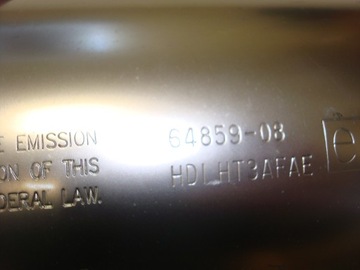 E EMISSION
ON OF THIS
DERAL LAW.
64859-08
HDLHT3AFAE
e